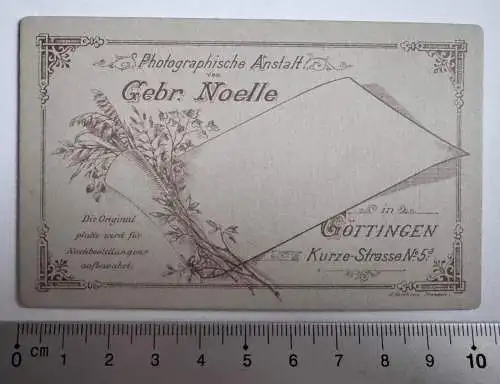 Photographische Anstalt
von
Gebr. Noelle
in
GÖTTINGEN
Kurze-Strasse No. 5a
Die Original
platte wird für
Nachbestellungen
aufbewahrt.
0 cm 1 2 3 4 5 6 7 8 9 10